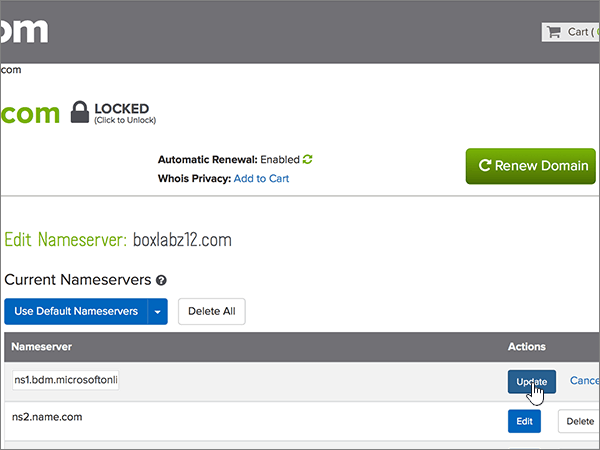 om
Cart (
com
com
LOCKED
(Click to Unlock)
Automatic Renewal: Enabled
Whois Privacy: Add to Cart
Renew Domain
Edit Nameserver: boxlabz12.com
Current Nameservers ?
Use Default Nameservers
Delete All
Nameserver
Actions
ns1.bdm.microsoftonli
Update
Cance
ns2.name.com
Edit
Delete